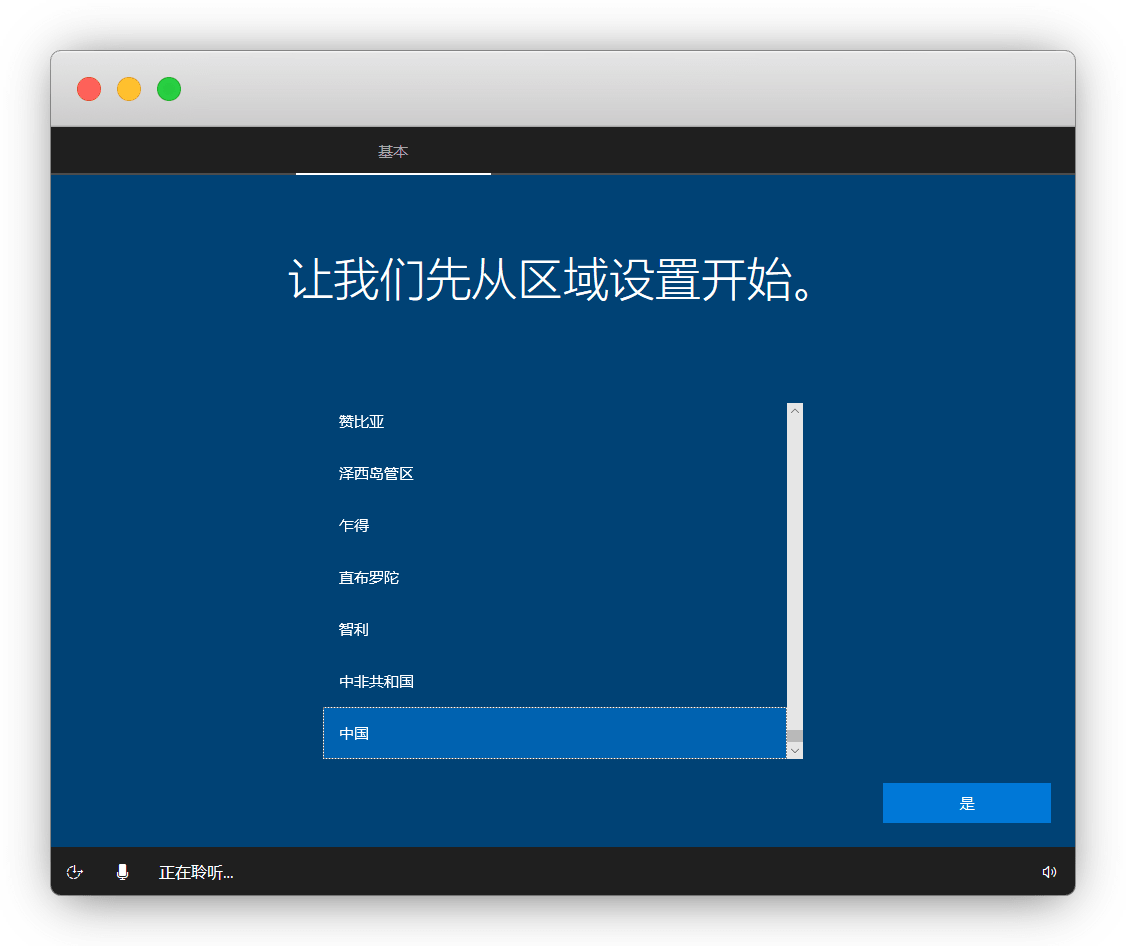 基本
让我们先从区域设置开始。
赞比亚
泽西岛管区
乍得
直布罗陀
智利
中非共和国
中国
是
正在聆听...